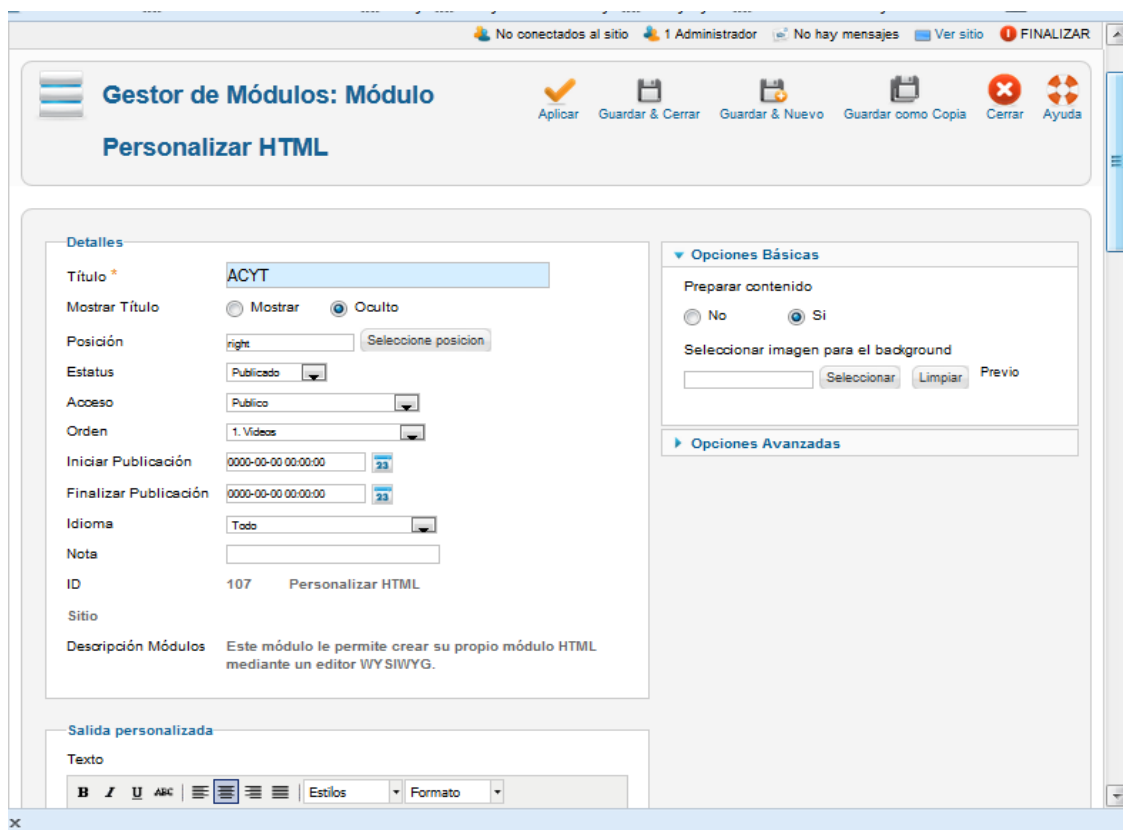 No conectados al sitio 1 Administrador No hay mensajes Ver sitio FINALIZAR
Gestor de Módulos: Módulo
Personalizar HTML
Aplicar Guardar & Cerrar Guardar & Nuevo Guardar como Copia Cerrar Ayuda
Detalles
Título * ACYT
Mostrar Título Mostrar Oculto
Posición right Seleccione posicion
Estatus Publicado
Acceso Publico
Orden 1. Videos
Iniciar Publicación 0000-00-00 00:00:00 23
Finalizar Publicación 0000-00-00 00:00:00 23
Idioma Todo
Nota
ID 107 Personalizar HTML
Sitio
Descripción Módulos Este módulo le permite crear su propio módulo HTML
mediante un editor WYSIWYG.
Opciones Básicas
Preparar contenido
No Si
Seleccionar imagen para el background
Seleccionar Limpiar Previo
Opciones Avanzadas
Salida personalizada
Texto
B I U ABC Estilos Formato